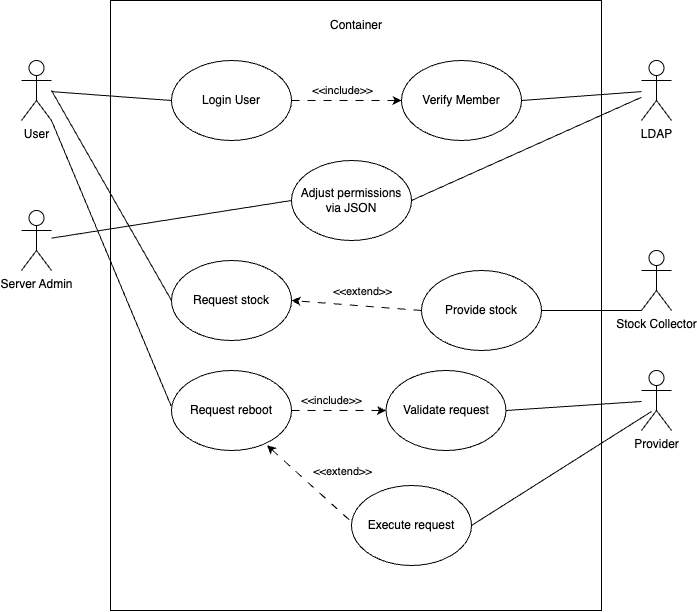 Container
Login User
<<include>>
Verify Member
User
LDAP
Adjust permissions
via JSON
Server Admin
Request stock
<<extend>>
Provide stock
Stock Collector
Request reboot
<<include>>
Validate request
Provider
<<extend>>
Execute request